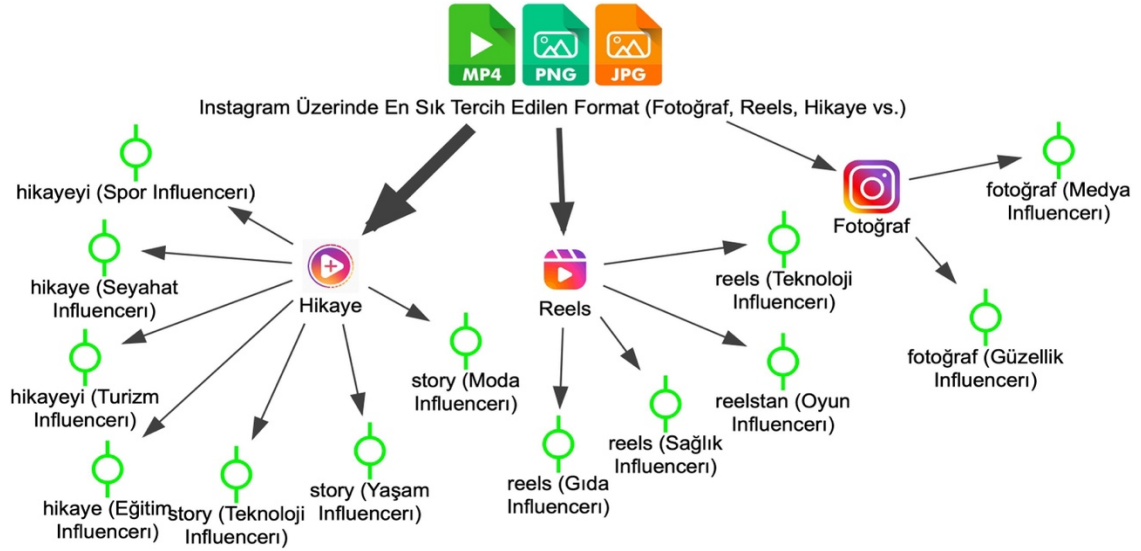 MP4
PNG
JPG
Instagram Üzerinde En Sık Tercih Edilen Format (Fotoğraf, Reels, Hikaye vs.)
hikayeyi (Spor Influencerı)
hikaye (Seyahat
Influencerı)
hikayeyi (Turizm
Influencerı)
hikaye (Eğitim
Influencerı)
story (Teknoloji
Influencerı)
story (Yaşam
Influencerı)
story (Moda
Influencerı)
Hikaye
Reels
reels (Gıda
Influencerı)
reels (Sağlık
Influencerı)
reelstan (Oyun
Influencerı)
reels (Teknoloji
Influencerı)
Fotoğraf
fotoğraf (Medya
Influencerı)
fotoğraf (Güzellik
Influencerı)